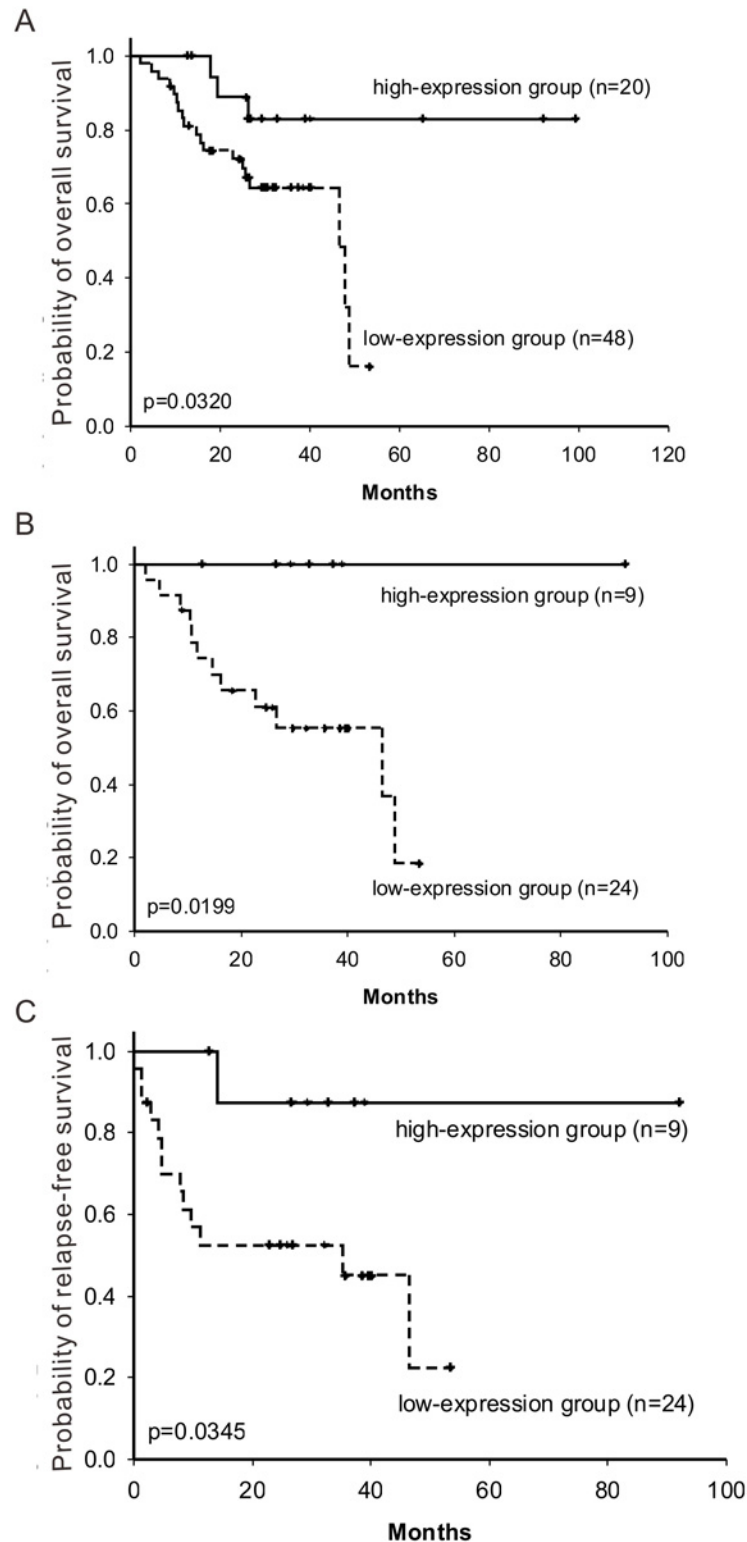 A
Probability of overall survival
1.0
0.8
0.6
0.4
0.2
0.0
high-expression group (n=20)
low-expression group (n=48)
p=0.0320
0 20 40 60 80 100 120
Months
B
Probability of overall survival
1.0
0.8
0.6
0.4
0.2
0.0
high-expression group (n=9)
low-expression group (n=24)
p=0.0199
0 20 40 60 80 100
Months
C
Probability of relapse-free survival
1.0
0.8
0.6
0.4
0.2
0.0
high-expression group (n=9)
low-expression group (n=24)
p=0.0345
0 20 40 60 80 100
Months